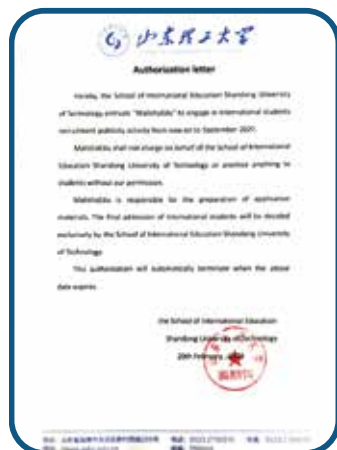 山东理工大学
Authorization letter
Hereby, the School of International Education Shandong University
of Technology entrusts "MalishaEdu" to engage in international students
recruitment publicity activity from now on to September
MalishaEdu shall not charge on behalf of the School of International
Education Shandong University of Technology or promise anything to
students without our permission.
MalishaEdu is responsible for the preparation of application
materials. The final admission of international students will be decided
exclusively by the School of International Education Shandong University
of Technology.
This authorization will automatically terminate when the above
date expires.
the School of International Education
Shandong University of Technology
20th February,